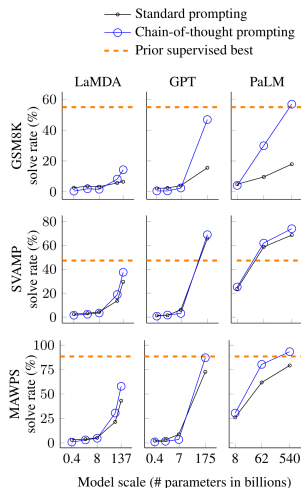 Standard prompting
Chain-of-thought prompting
Prior supervised best
LaMDA GPT PaLM
GSM8K
solve rate (%)
60
40
20
0
SVAMP
solve rate (%)
80
60
40
20
0
MAWPS
solve rate (%)
100
75
50
25
0
0.4 8 137 0.4 7 175 8 62 540
Model scale (# parameters in billions)